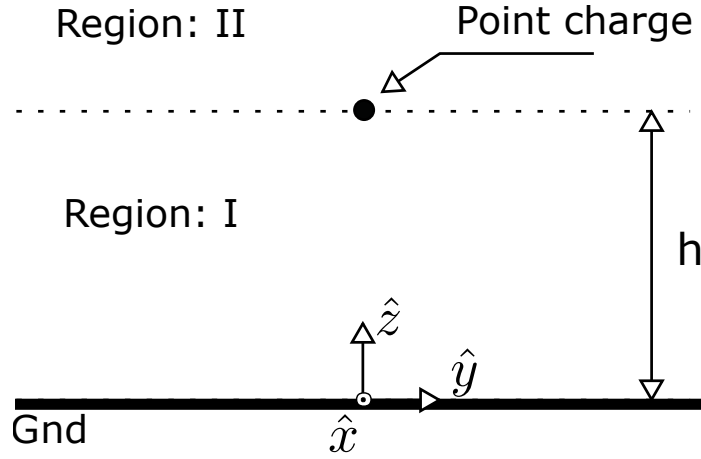 Region: II
Point charge
Region: I
h
ẑ
ŷ
Gnd
x̂